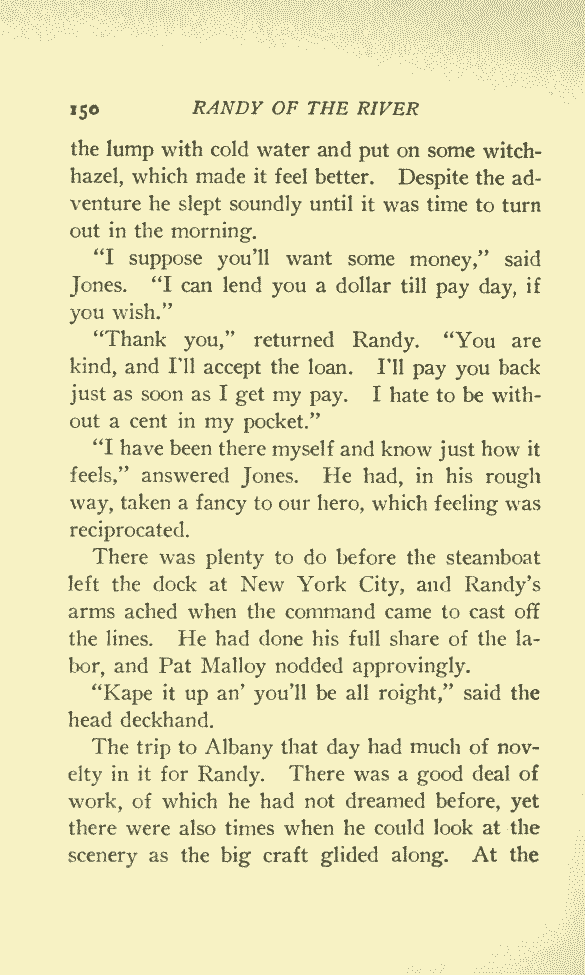 150 RANDY OF THE RIVER
the lump with cold water and put on some witch-
hazel, which made it feel better. Despite the ad-
venture he slept soundly until it was time to turn
out in the morning.
"I suppose you'll want some money," said
Jones. "I can lend you a dollar till pay day, if
you wish."
"Thank you," returned Randy. "You are
kind, and I'll accept the loan. I'll pay you back
just as soon as I get my pay. I hate to be with-
out a cent in my pocket."
"I have been there myself and know just how it
feels," answered Jones. He had, in his rough
way, taken a fancy to our hero, which feeling was
reciprocated.
There was plenty to do before the steamboat
left the dock at New York City, and Randy's
arms ached when the command came to cast off
the lines. He had done his full share of the la-
bor, and Pat Malloy nodded approvingly.
"Kape it up an' you'll be all roight," said the
head deckhand.
The trip to Albany that day had much of nov-
elty in it for Randy. There was a good deal of
work, of which he had not dreamed before, yet
there were also times when he could look at the
scenery as the big craft glided along. At the